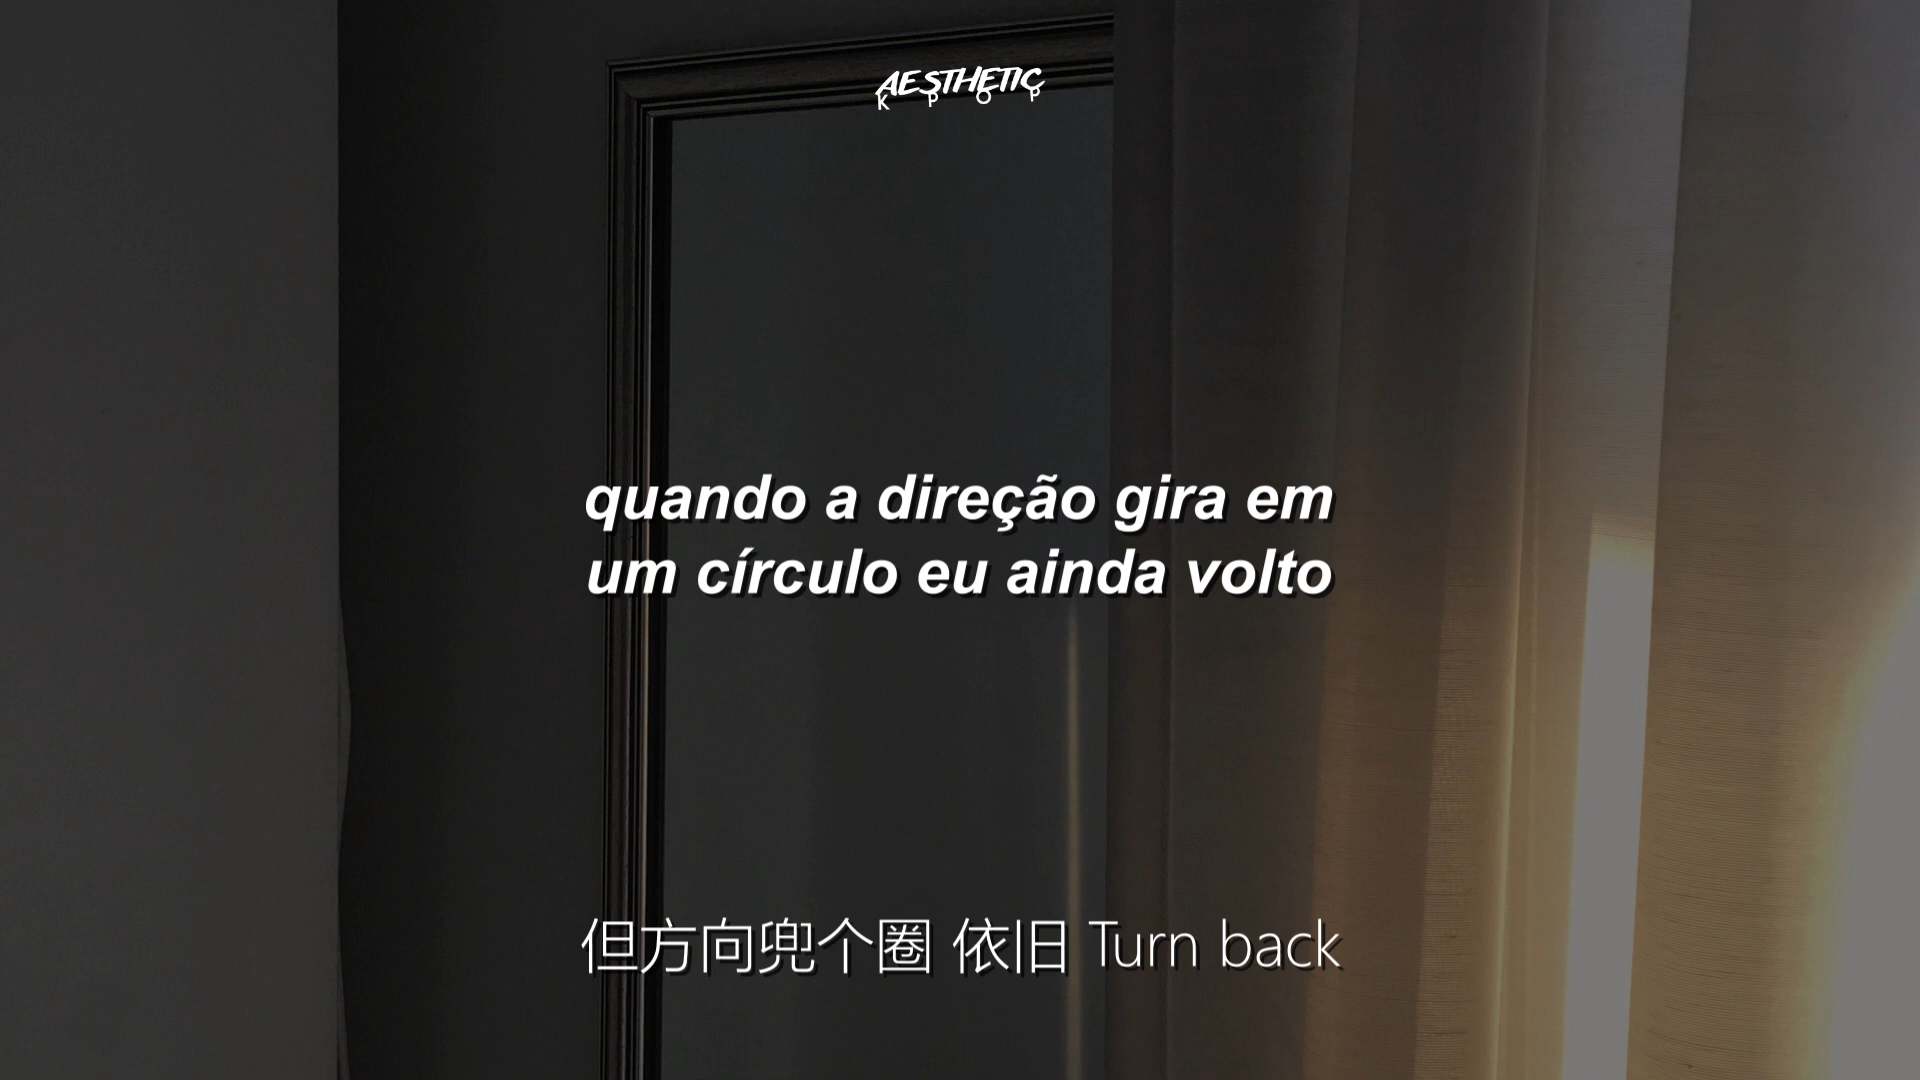 AESTHETIC
K P O P
quando a direção gira em
um círculo eu ainda volto
但方向兜个圈 依旧 Turn back